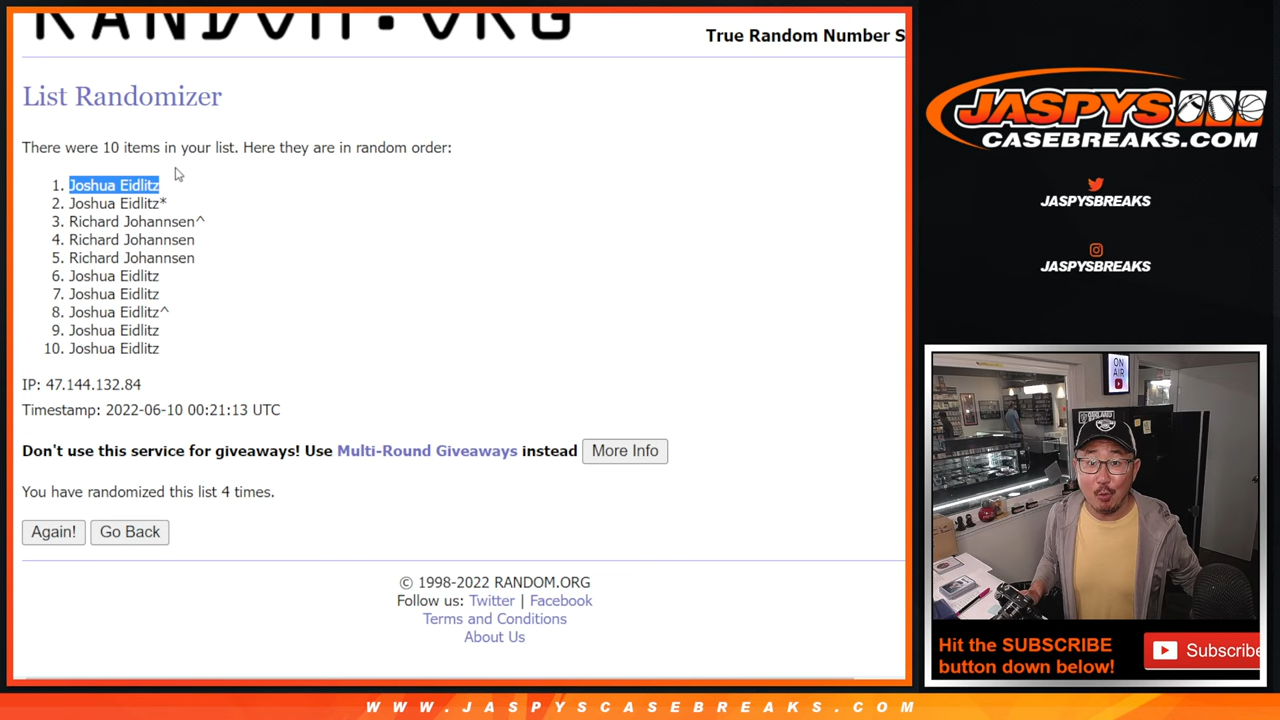 RANDOM.ORG
True Random Number S
List Randomizer
There were 10 items in your list. Here they are in random order:
1. Joshua Eidlitz
2. Joshua Eidlitz*
3. Richard Johannsen^
4. Richard Johannsen
5. Richard Johannsen
6. Joshua Eidlitz
7. Joshua Eidlitz
8. Joshua Eidlitz^
9. Joshua Eidlitz
10. Joshua Eidlitz
IP: 47.144.132.84
Timestamp: 2022-06-10 00:21:13 UTC
Don't use this service for giveaways! Use Multi-Round Giveaways instead More Info
You have randomized this list 4 times.
Again! Go Back
© 1998-2022 RANDOM.ORG
Follow us: Twitter | Facebook
Terms and Conditions
About Us
JASPYS
CASEBREAKS.COM
JASPYSBREAKS
JASPYSBREAKS
ON
AIR
OAKLAND
Hit the SUBSCRIBE
button down below!
Subscribe
WWW.JASPYSCASEBREAKS.COM